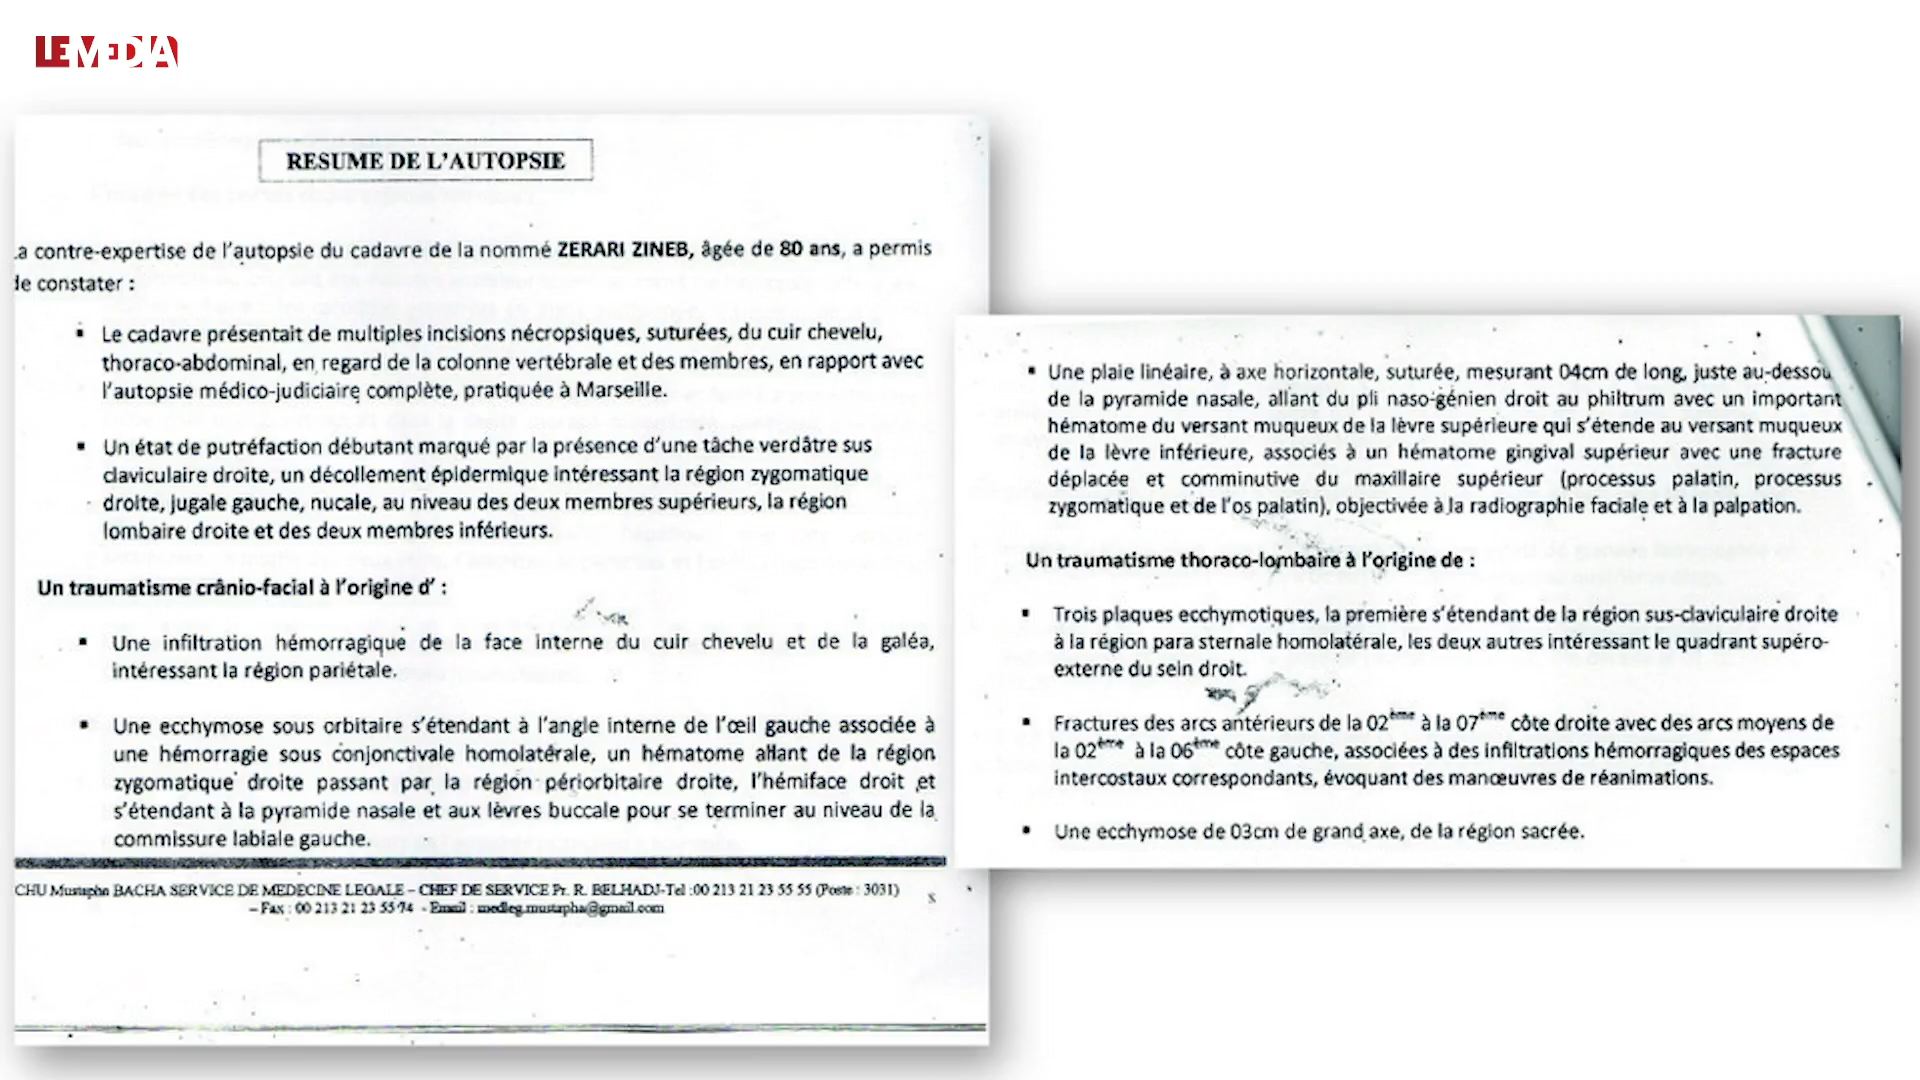 LE MEDIA
RESUME DE L'AUTOPSIE
a contre-expertise de l'autopsie du cadavre de la nommé ZERARI ZINEB, âgée de 80 ans, a permis
de constater :
▪ Le cadavre présentait de multiples incisions nécropsiques, suturées, du cuir chevelu,
thoraco-abdominal, en regard de la colonne vertébrale et des membres, en rapport avec
l'autopsie médico-judiciaire complète, pratiquée à Marseille.
▪ Un état de putréfaction débutant marqué par la présence d'une tâche verdâtre sus
claviculaire droite, un décollement épidermique intéressant la région zygomatique
droite, jugale gauche, nucale, au niveau des deux membres supérieurs, la région
lombaire droite et des deux membres inférieurs.
Un traumatisme crânio-facial à l'origine d' :
▪ Une infiltration hémorragique de la face interne du cuir chevelu et de la galéa,
intéressant la région pariétale.
▪ Une ecchymose sous orbitaire s'étendant à l'angle interne de l'œil gauche associée à
une hémorragie sous conjonctivale homolatérale, un hématome allant de la région
zygomatique droite passant par la région périorbitaire droite, l'hémiface droit et
s'étendant à la pyramide nasale et aux lèvres buccale pour se terminer au niveau de la
commissure labiale gauche.
CHU Mustapha BACHA SERVICE DE MEDECINE LEGALE – CHEF DE SERVICE Pr. R. BELHADJ-Tel :00 213 21 23 55 55 (Poste : 3031)
– Fax : 00 213 21 23 55 74 - Email : medleg.mustapha@gmail.com
▪ Une plaie linéaire, à axe horizontale, suturée, mesurant 04cm de long, juste au-dessou
de la pyramide nasale, allant du pli naso-génien droit au philtrum avec un important
hématome du versant muqueux de la lèvre supérieure qui s'étende au versant muqueux
de la lèvre inférieure, associés à un hématome gingival supérieur avec une fracture
déplacée et comminutive du maxillaire supérieur (processus palatin, processus
zygomatique et de l'os palatin), objectivée à la radiographie faciale et à la palpation.
Un traumatisme thoraco-lombaire à l'origine de :
▪ Trois plaques ecchymotiques, la première s'étendant de la région sus-claviculaire droite
à la région para sternale homolatérale, les deux autres intéressant le quadrant supéro-
externe du sein droit.
▪ Fractures des arcs antérieurs de la 02ème à la 07ème côte droite avec des arcs moyens de
la 02ème à la 06ème côte gauche, associées à des infiltrations hémorragiques des espaces
intercostaux correspondants, évoquant des manœuvres de réanimations.
▪ Une ecchymose de 03cm de grand axe, de la région sacrée.